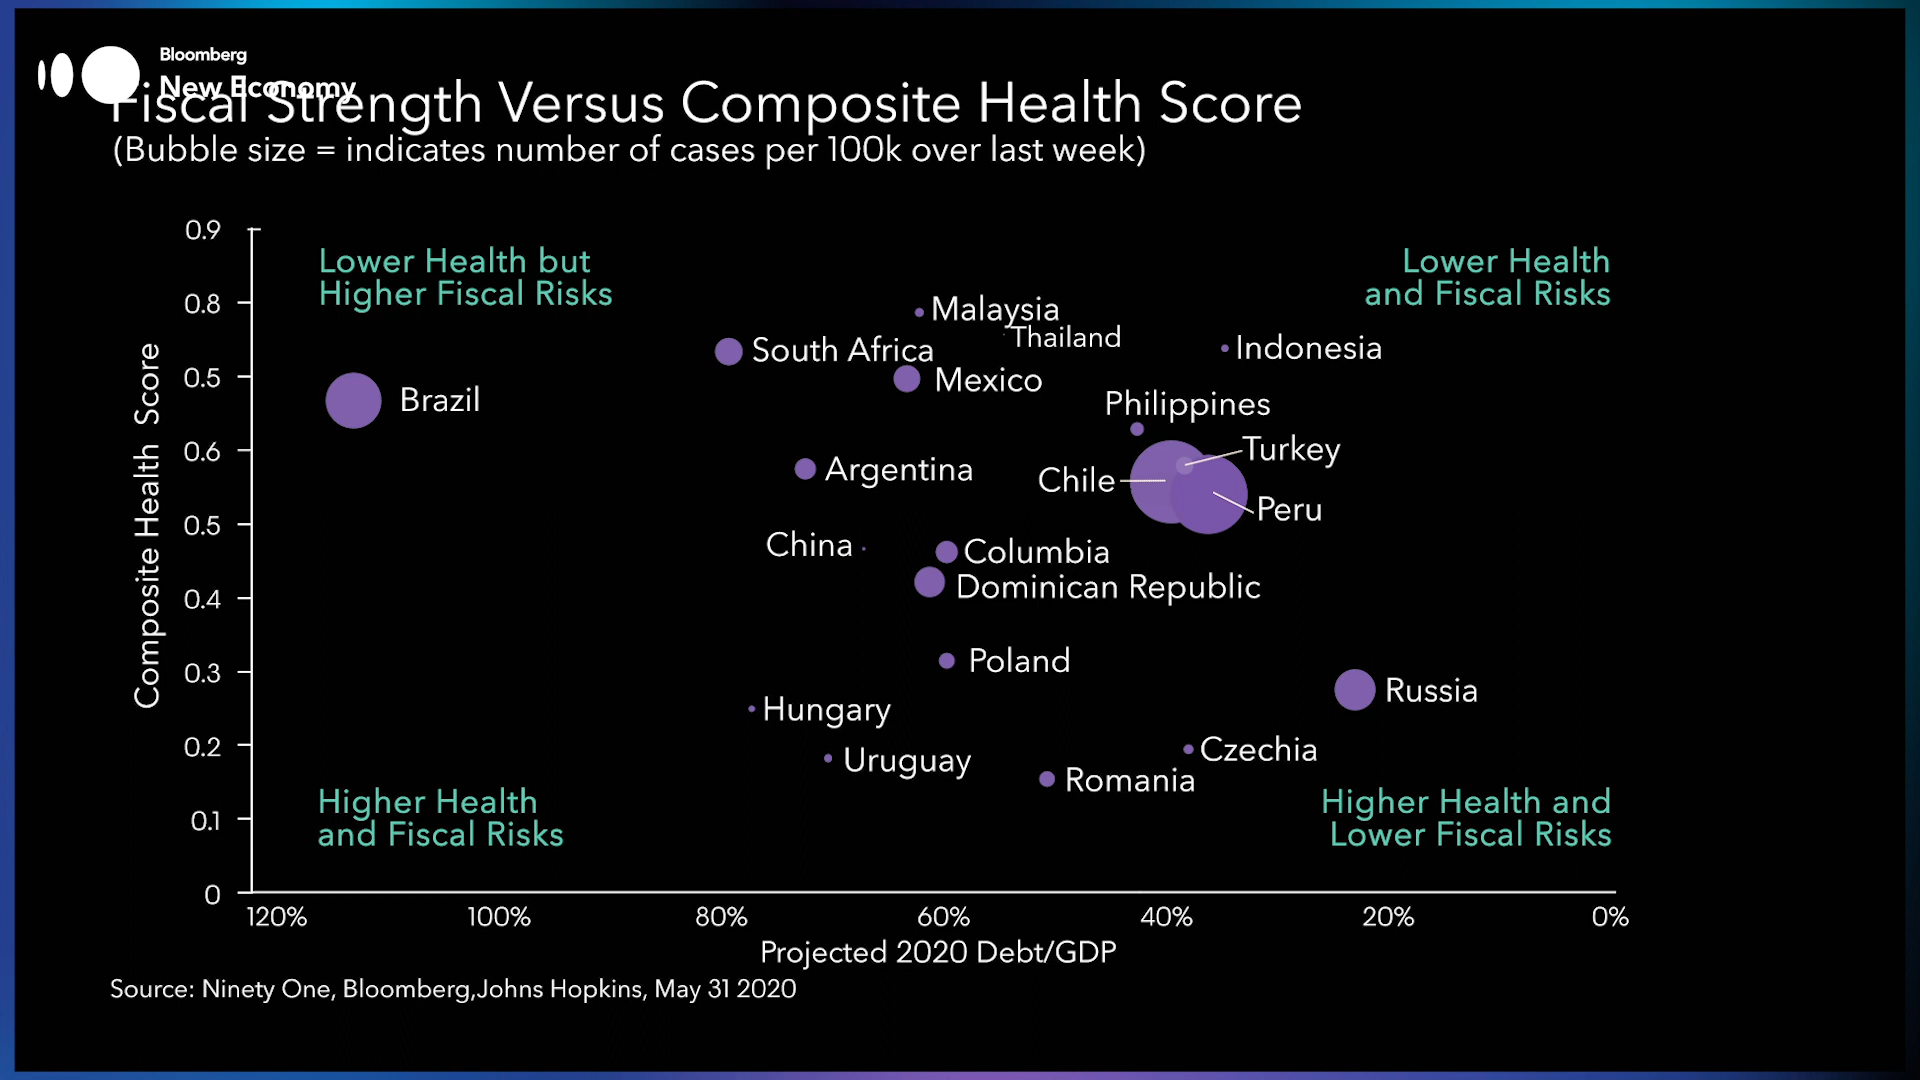 Bloomberg
New Economy
Fiscal Strength Versus Composite Health Score
(Bubble size = indicates number of cases per 100k over last week)
0.9
0.8
0.5
0.6
0.5
0.4
0.3
0.2
0.1
0
Composite Health Score
Lower Health but
Higher Fiscal Risks
Lower Health
and Fiscal Risks
Malaysia
Thailand
South Africa
Indonesia
Mexico
Brazil
Philippines
Turkey
Argentina
Chile
Peru
China
Columbia
Dominican Republic
Poland
Russia
Hungary
Czechia
Uruguay
Romania
Higher Health
and Fiscal Risks
Higher Health and
Lower Fiscal Risks
120% 100% 80% 60% 40% 20% 0%
Projected 2020 Debt/GDP
Source: Ninety One, Bloomberg,Johns Hopkins, May 31 2020